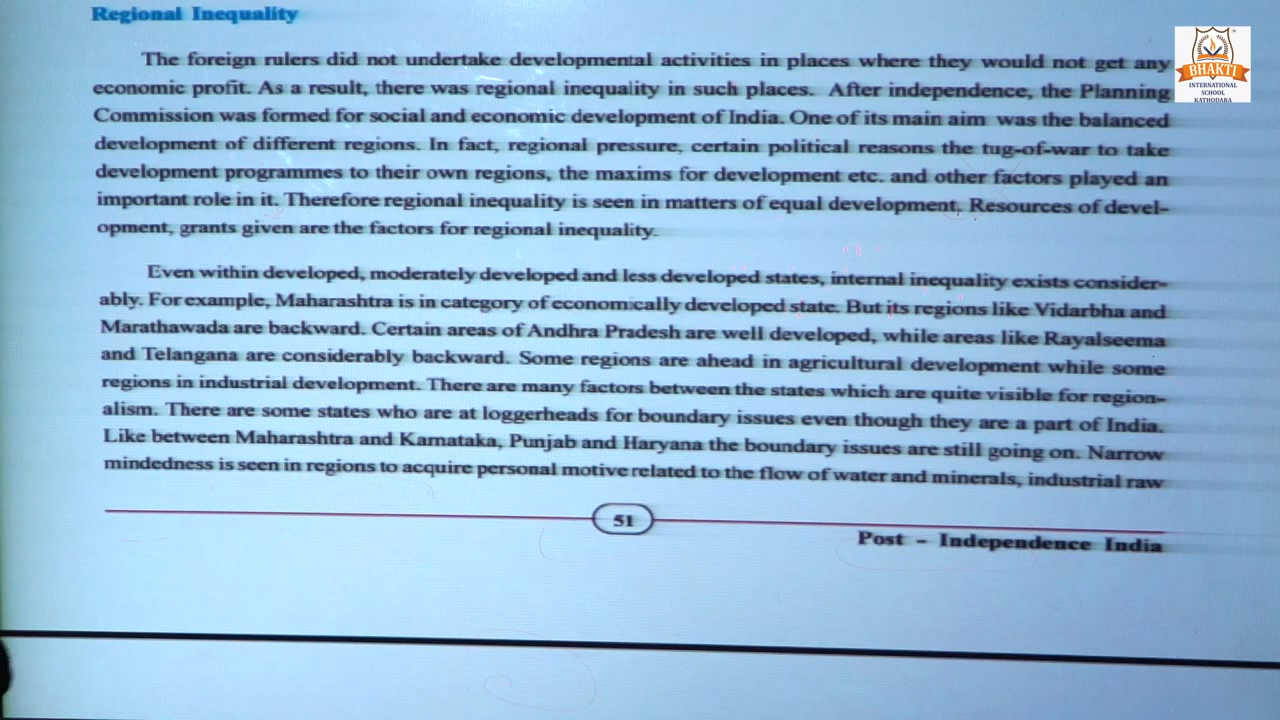 Regional Inequality
The foreign rulers did not undertake developmental activities in places where they would not get any
economic profit. As a result, there was regional inequality in such places. After independence, the Planning
Commission was formed for social and economic development of India. One of its main aim was the balanced
development of different regions. In fact, regional pressure, certain political reasons the tug-of-war to take
development programmes to their own regions, the maxims for development etc. and other factors played an
important role in it. Therefore regional inequality is seen in matters of equal development. Resources of devel-
opment, grants given are the factors for regional inequality.
Even within developed, moderately developed and less developed states, internal inequality exists consider-
ably. For example, Maharashtra is in category of economically developed state. But its regions like Vidarbha and
Marathawada are backward. Certain areas of Andhra Pradesh are well developed, while areas like Rayalseema
and Telangana are considerably backward. Some regions are ahead in agricultural development while some
regions in industrial development. There are many factors between the states which are quite visible for region-
alism. There are some states who are at loggerheads for boundary issues even though they are a part of India.
Like between Maharashtra and Karnataka, Punjab and Haryana the boundary issues are still going on. Narrow
mindedness is seen in regions to acquire personal motive related to the flow of water and minerals, industrial raw
51
Post - Independence India
BHAKTI
INTERNATIONAL
SCHOOL
KATHODARA